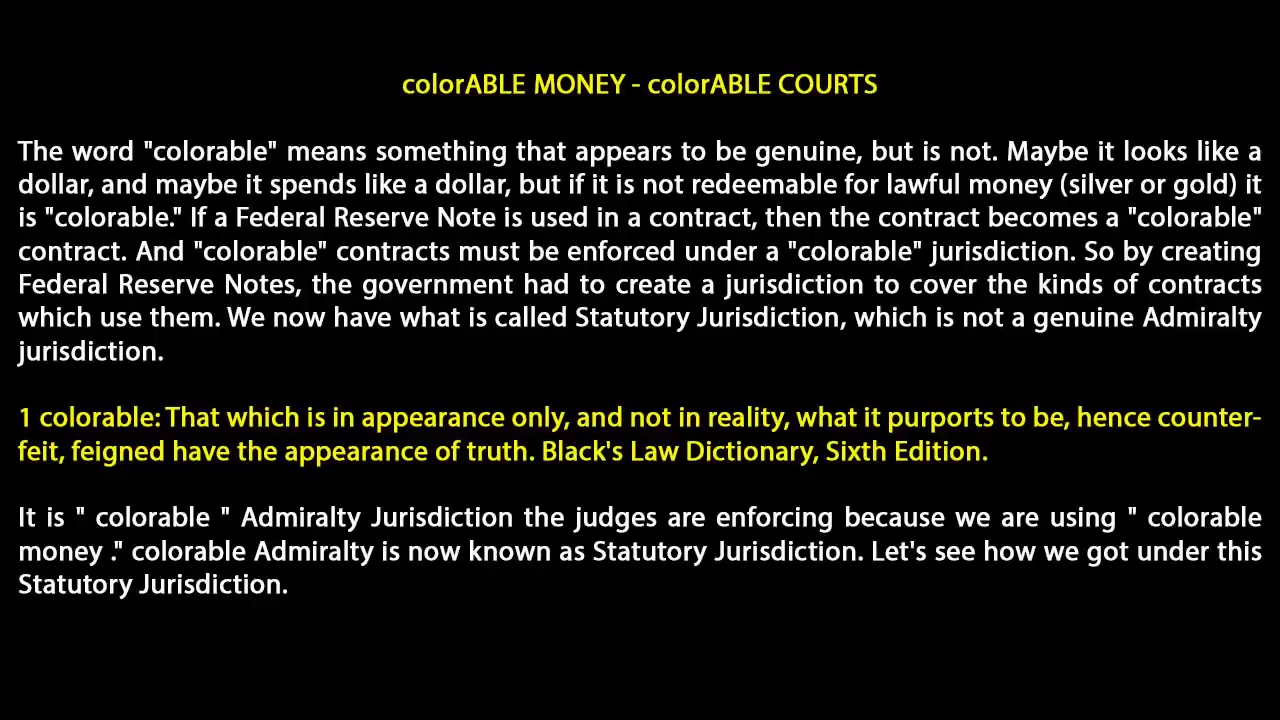 colorABLE MONEY - colorABLE COURTS
The word "colorable" means something that appears to be genuine, but is not. Maybe it looks like a
dollar, and maybe it spends like a dollar, but if it is not redeemable for lawful money (silver or gold) it
is "colorable." If a Federal Reserve Note is used in a contract, then the contract becomes a "colorable"
contract. And "colorable" contracts must be enforced under a "colorable" jurisdiction. So by creating
Federal Reserve Notes, the government had to create a jurisdiction to cover the kinds of contracts
which use them. We now have what is called Statutory Jurisdiction, which is not a genuine Admiralty
jurisdiction.
1 colorable: That which is in appearance only, and not in reality, what it purports to be, hence counter-
feit, feigned have the appearance of truth. Black's Law Dictionary, Sixth Edition.
It is " colorable " Admiralty Jurisdiction the judges are enforcing because we are using " colorable
money ." colorable Admiralty is now known as Statutory Jurisdiction. Let's see how we got under this
Statutory Jurisdiction.